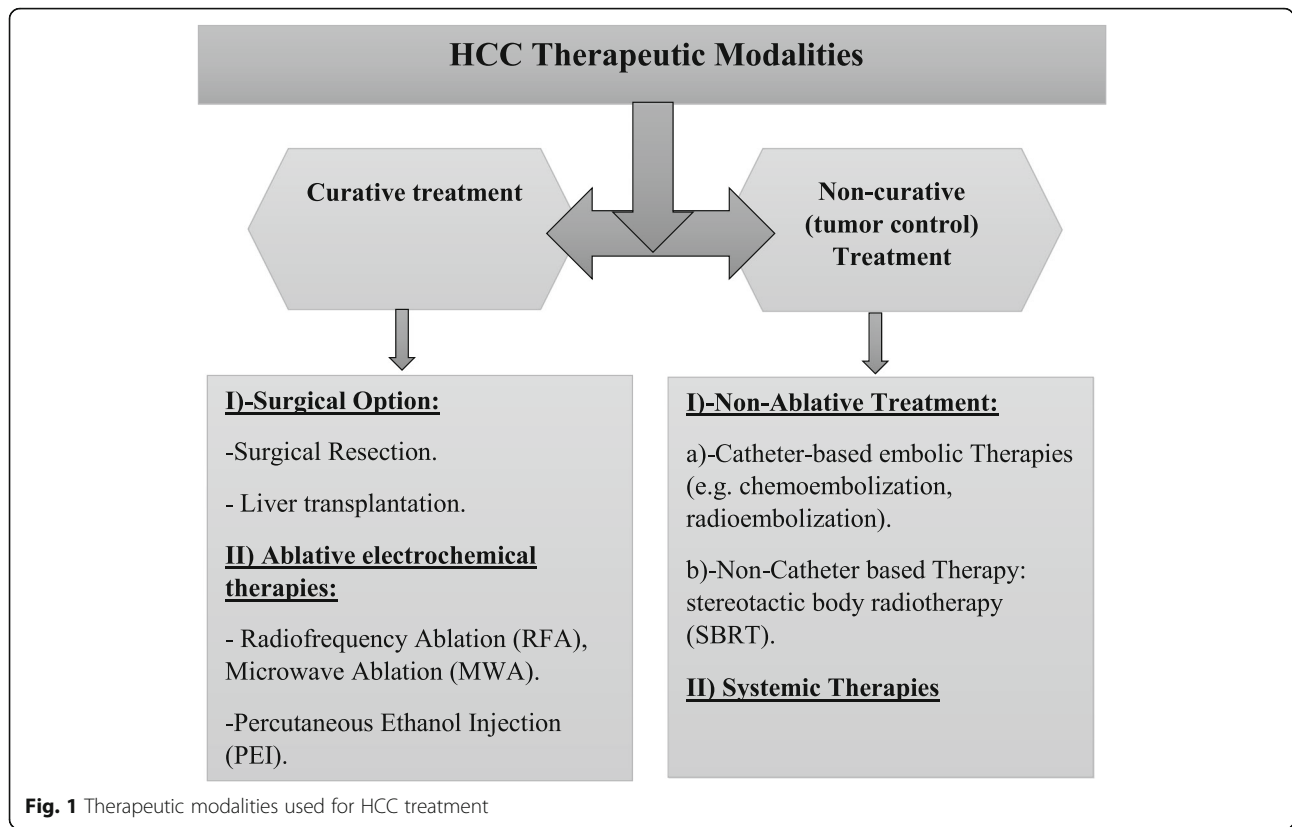 HCC Therapeutic Modalities
Curative treatment
Non-curative
(tumor control)
Treatment
I)-Surgical Option:
-Surgical Resection.
- Liver transplantation.
II) Ablative electrochemical
therapies:
- Radiofrequency Ablation (RFA),
Microwave Ablation (MWA).
-Percutaneous Ethanol Injection
(PEI).
I)-Non-Ablative Treatment:
a)-Catheter-based embolic Therapies
(e.g. chemoembolization,
radioembolization).
b)-Non-Catheter based Therapy:
stereotactic body radiotherapy
(SBRT).
II) Systemic Therapies
Fig. 1 Therapeutic modalities used for HCC treatment